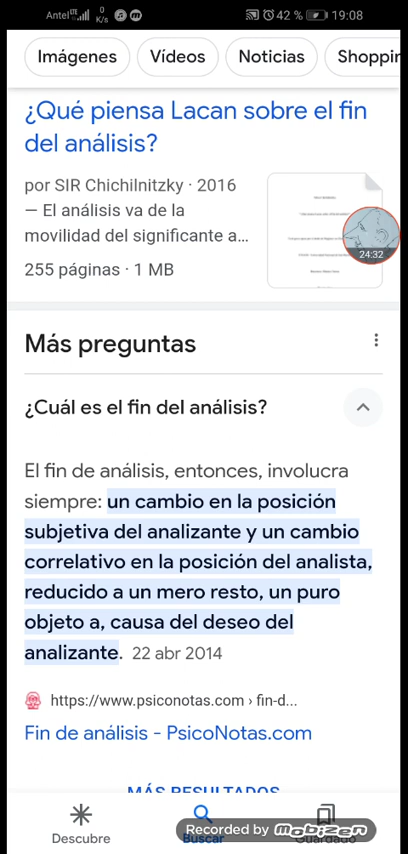 Antel LTE 0 K/s 42 % 19:08
Imágenes Vídeos Noticias Shoppin
¿Qué piensa Lacan sobre el fin
del análisis?
por SIR Chichilnitzky · 2016
— El análisis va de la
movilidad del significante a...
24:32
255 páginas · 1 MB
Más preguntas
¿Cuál es el fin del análisis?
El fin de análisis, entonces, involucra
siempre: un cambio en la posición
subjetiva del analizante y un cambio
correlativo en la posición del analista,
reducido a un mero resto, un puro
objeto a, causa del deseo del
analizante. 22 abr 2014
https://www.psiconotas.com › fin-d...
Fin de análisis - PsicoNotas.com
MÁS RESULTADOS
Descubre Buscar Guardado
Recorded by Mobizen